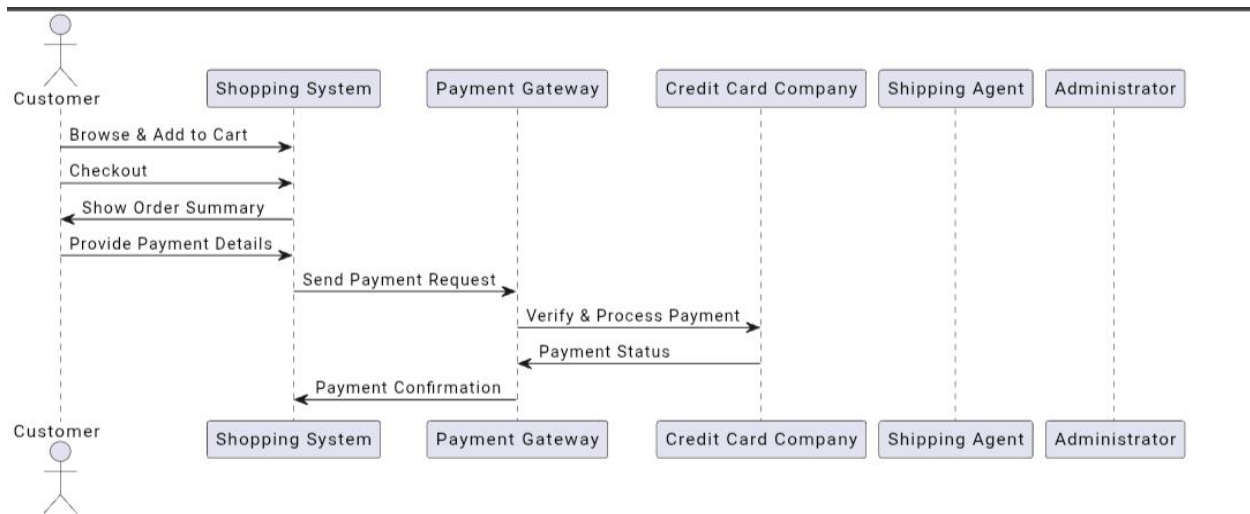 Customer
Shopping System Payment Gateway Credit Card Company Shipping Agent Administrator
Browse & Add to Cart
Checkout
Show Order Summary
Provide Payment Details
Send Payment Request
Verify & Process Payment
Payment Status
Payment Confirmation
Customer
Shopping System Payment Gateway Credit Card Company Shipping Agent Administrator